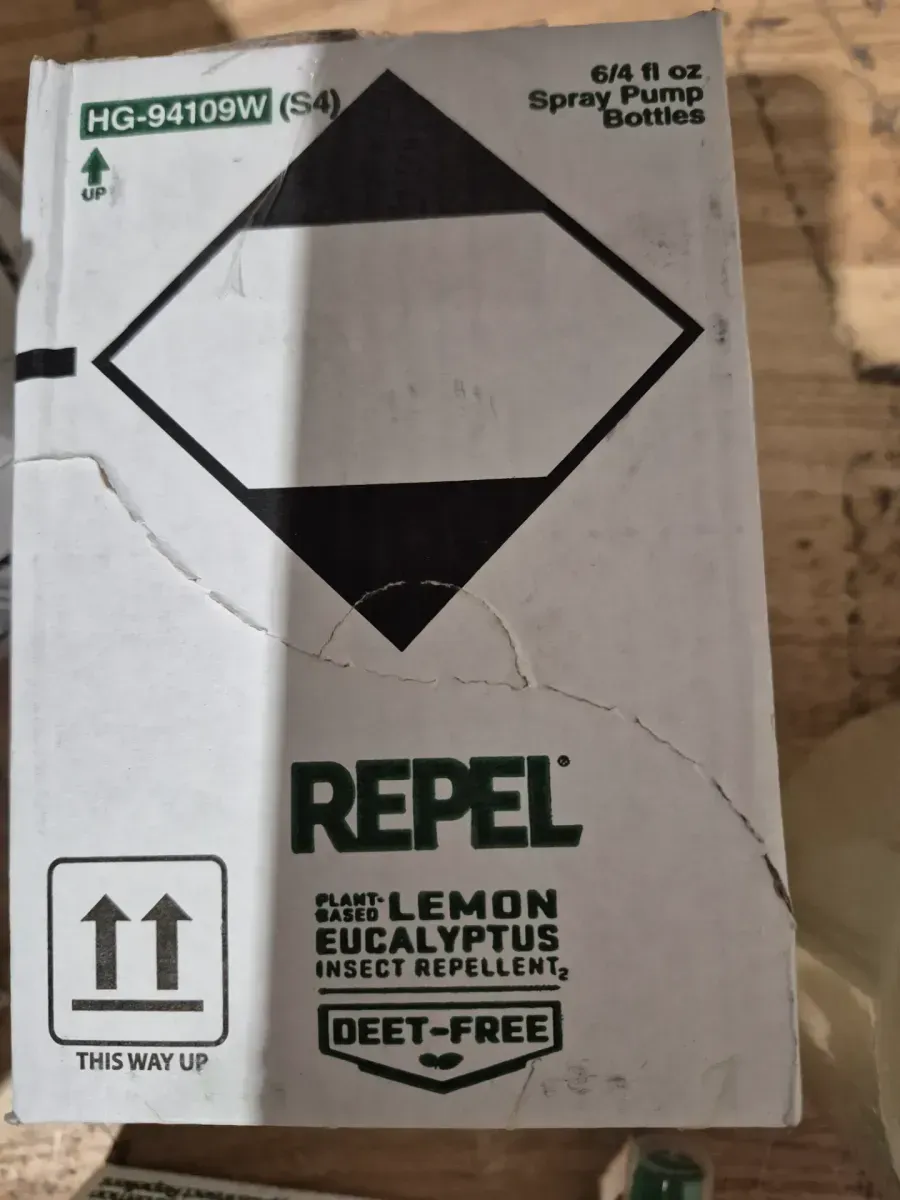 HG-94109W (S4)
UP
6/4 fl oz
Spray Pump
Bottles
REPEL®
PLANT-
BASED LEMON
EUCALYPTUS
INSECT REPELLENT₂
DEET-FREE
THIS WAY UP